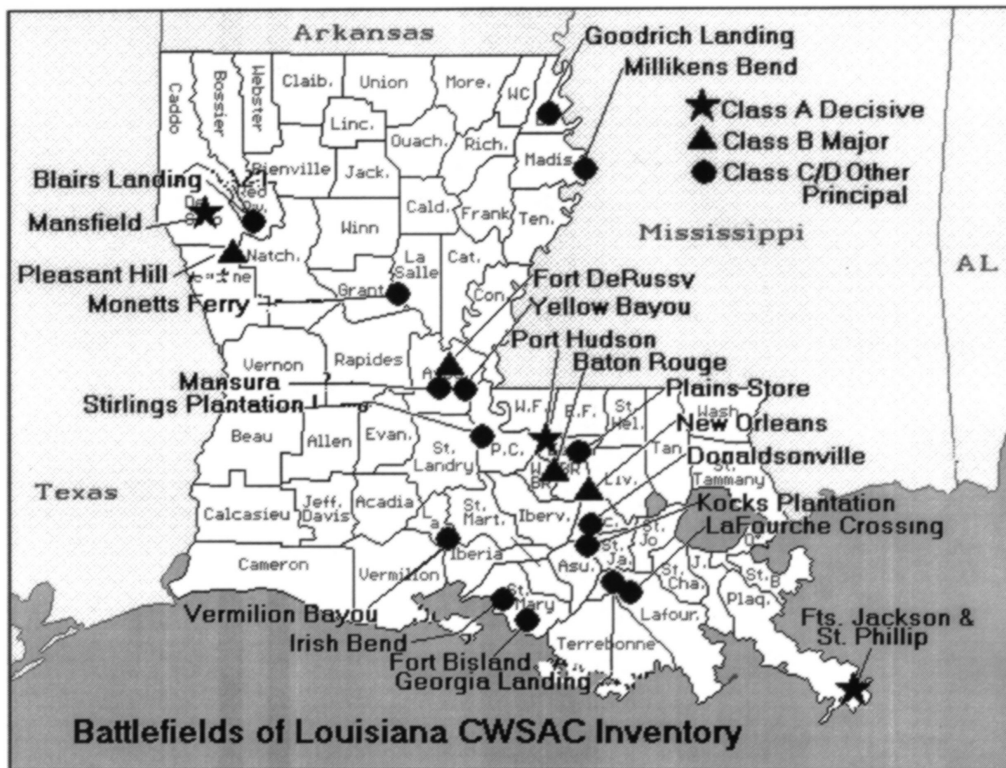 Arkansas
Goodrich Landing
Millikens Bend
Class A Decisive
Class B Major
Class C/D Other
Principal
Caddo
Bossier
Webster
Claib.
Union
More.
WC
Linc.
Ouach.
Rich.
Madis
Bienville
Jack.
Blairs Landing
Mansfield
Cald.
Frank
Ten.
Winn
Mississippi
AL
Pleasant Hill
Natch.
La
Salle
Cat.
Monetts Ferry
Grant
Con.
Fort DeRussy
Yellow Bayou
Port Hudson
Baton Rouge
Vernon
Rapides
Mansura
Stirlings Plantation
Plains Store
W.F.
E.F.
St
Hel.
Wash
New Orleans
Beau
Allen
Evan.
St.
Landry
P.C.
Tan
Donaldsonville
W.
BR
Liv.
St.
Tammany
Texas
Calcasieu
Jeff
Davis
Acadia
La
St.
Mart.
Iberv.
Kocks Plantation
LaFourche Crossing
St.
Jo
Cameron
Vermilion
Iberia
Asu.
St.
Ja.
St.
Cha.
J.
St.
B
Plaq.
Vermilion Bayou
St.
Mary
Lafour.
Irish Bend
Terrebonne
Fts. Jackson &
St. Phillip
Fort Bisland
Georgia Landing
Battlefields of Louisiana CWSAC Inventory